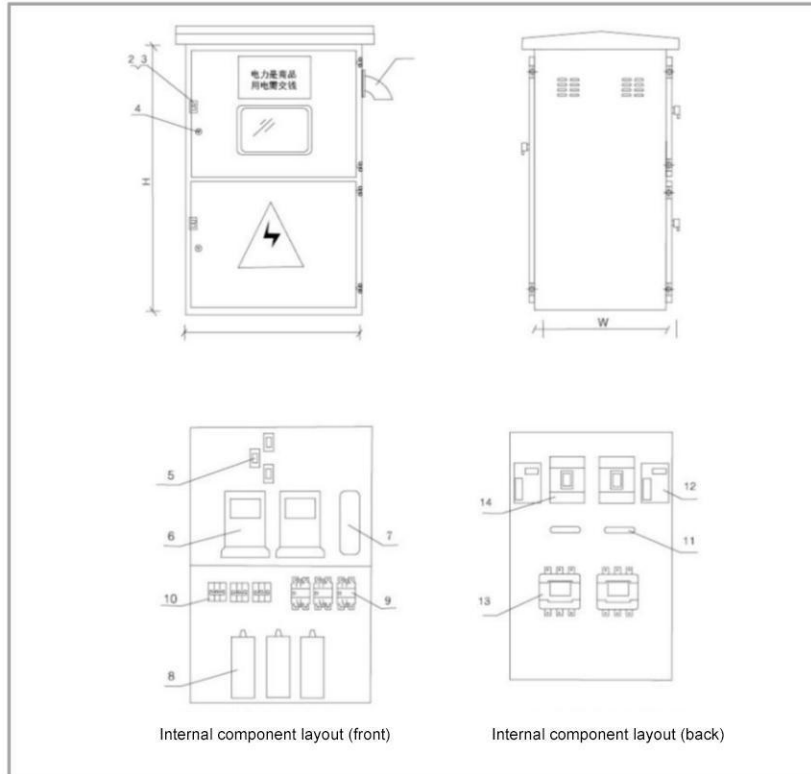 2 3
电力是商品
用电需交钱
4
H
W
5
6
7
10
9
8
14
12
11
13
Internal component layout (front)
Internal component layout (back)